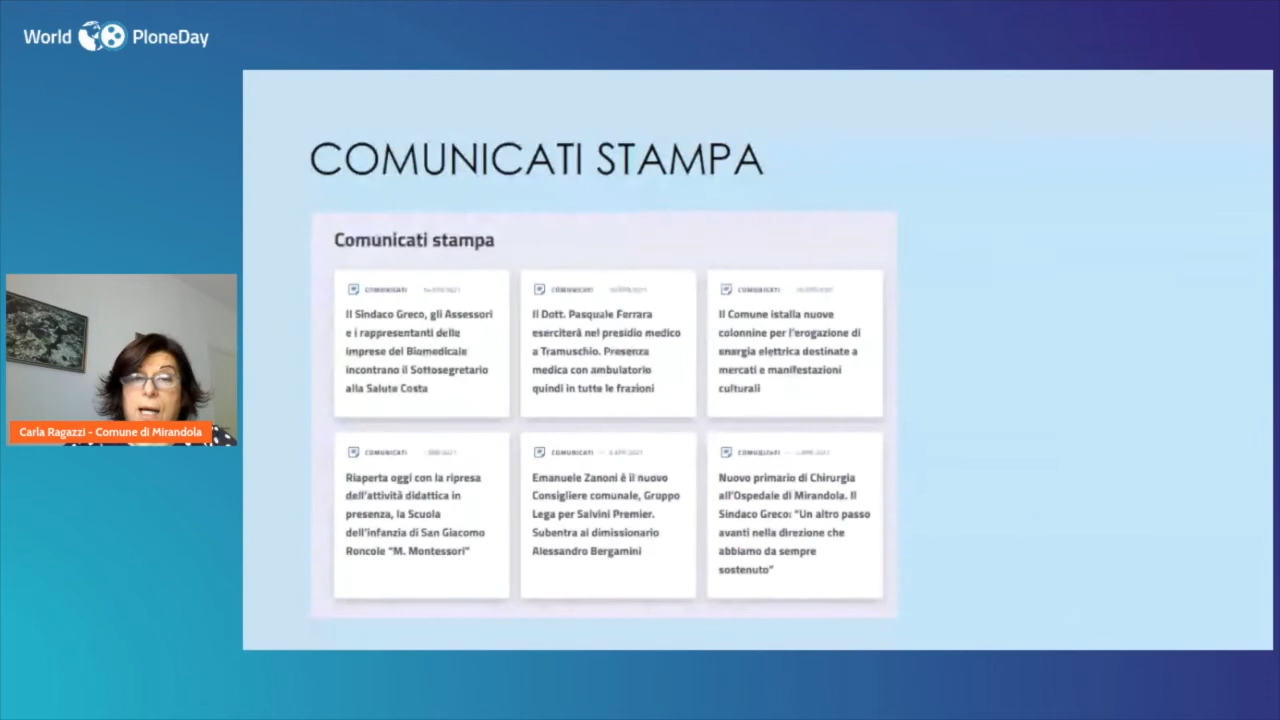 World PloneDay
COMUNICATI STAMPA
Comunicati stampa
COMUNICATI
Il Sindaco Greco, gli Assessori
e i rappresentanti delle
imprese del Biomedicale
incontrano il Sottosegretario
alla Salute Costa
COMUNICATI
Il Dott. Pasquale Ferrara
eserciterà nel presidio medico
a Tramuschio. Presenza
medica con ambulatorio
quindi in tutte le frazioni
COMUNICATI
Il Comune istalla nuove
colonnine per l'erogazione di
energia elettrica destinate a
mercati e manifestazioni
culturali
COMUNICATI
Riaperta oggi con la ripresa
dell'attività didattica in
presenza, la Scuola
dell'infanzia di San Giacomo
Roncole "M. Montessori"
COMUNICATI
Emanuele Zanoni è il nuovo
Consigliere comunale, Gruppo
Lega per Salvini Premier.
Subentra al dimissionario
Alessandro Bergamini
COMUNICATI
Nuovo primario di Chirurgia
all'Ospedale di Mirandola. Il
Sindaco Greco: "Un altro passo
avanti nella direzione che
abbiamo da sempre
sostenuto"
Carla Ragazzi - Comune di Mirandola